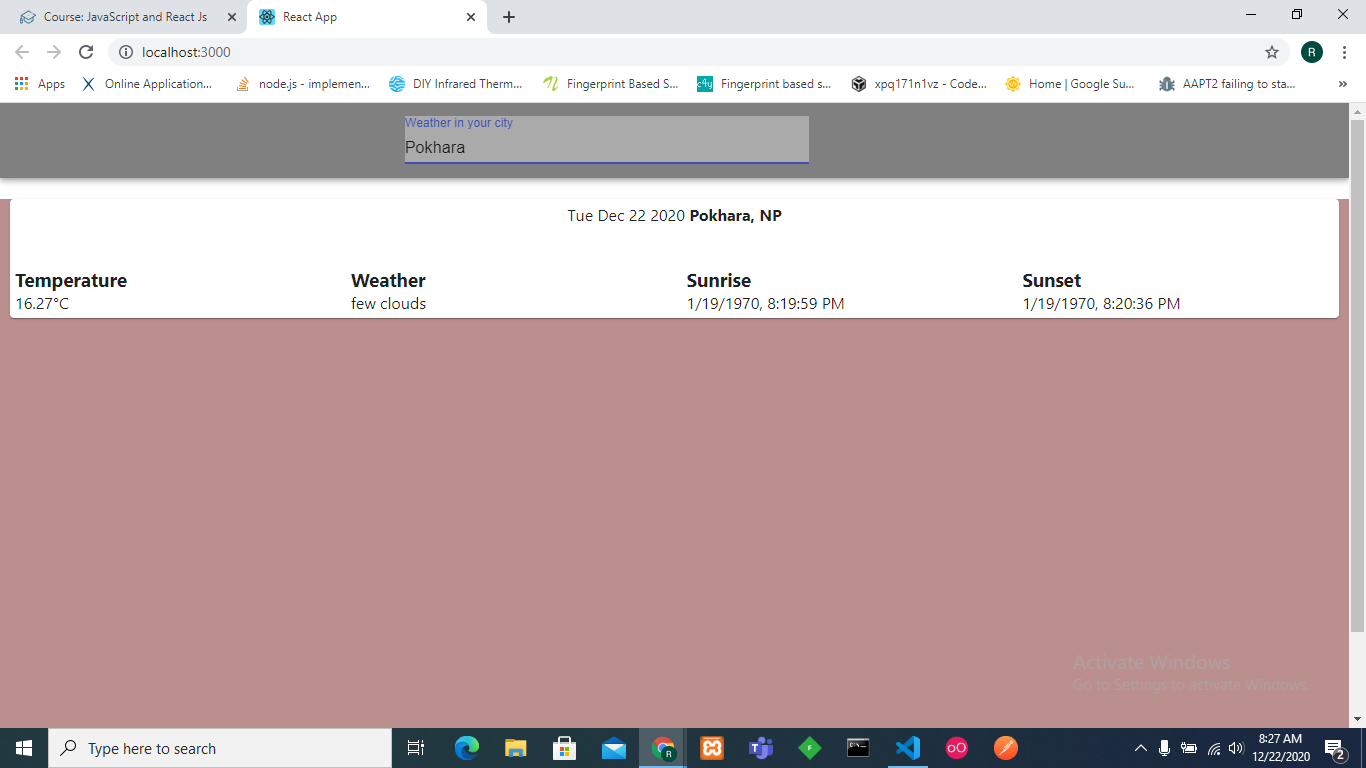 Course: JavaScript and React Js
React App
localhost:3000
R
Apps
Online Application...
node.js - implemen...
DIY Infrared Therm...
Fingerprint Based S...
c4y
Fingerprint based s...
xpq171n1vz - Code...
Home | Google Su...
AAPT2 failing to sta...
»
Weather in your city
Pokhara
Tue Dec 22 2020 Pokhara, NP
Temperature Weather Sunrise Sunset
16.27°C few clouds 1/19/1970, 8:19:59 PM 1/19/1970, 8:20:36 PM
Activate Windows
Go to Settings to activate Windows.
Type here to search
R
F
oO
8:27 AM
12/22/2020
2